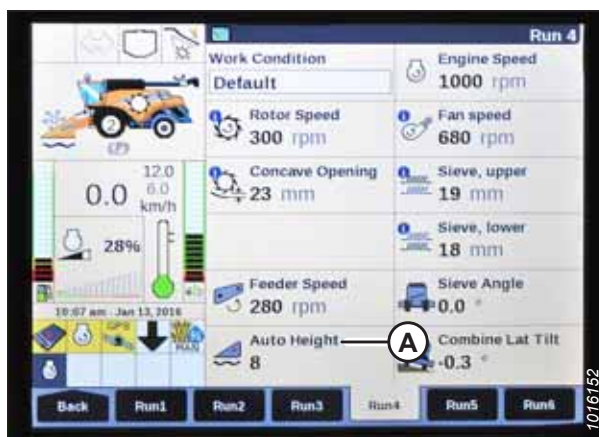 Run 4
Work Condition
Default
Engine Speed
1000 rpm
Rotor Speed
300 rpm
Fan speed
680 rpm
Concave Opening
23 mm
Sieve, upper
19 mm
Sieve, lower
18 mm
Feeder Speed
280 rpm
Sieve Angle
0.0 °
Auto Height
8
A
Combine Lat Tilt
-0.3 °
2
(P)
0.0
12.0
6.0
km/h
28%
10:07 am Jan 13, 2016
GPS
MAN
Back
Run1
Run2
Run3
Run4
Run5
Run6
1016152